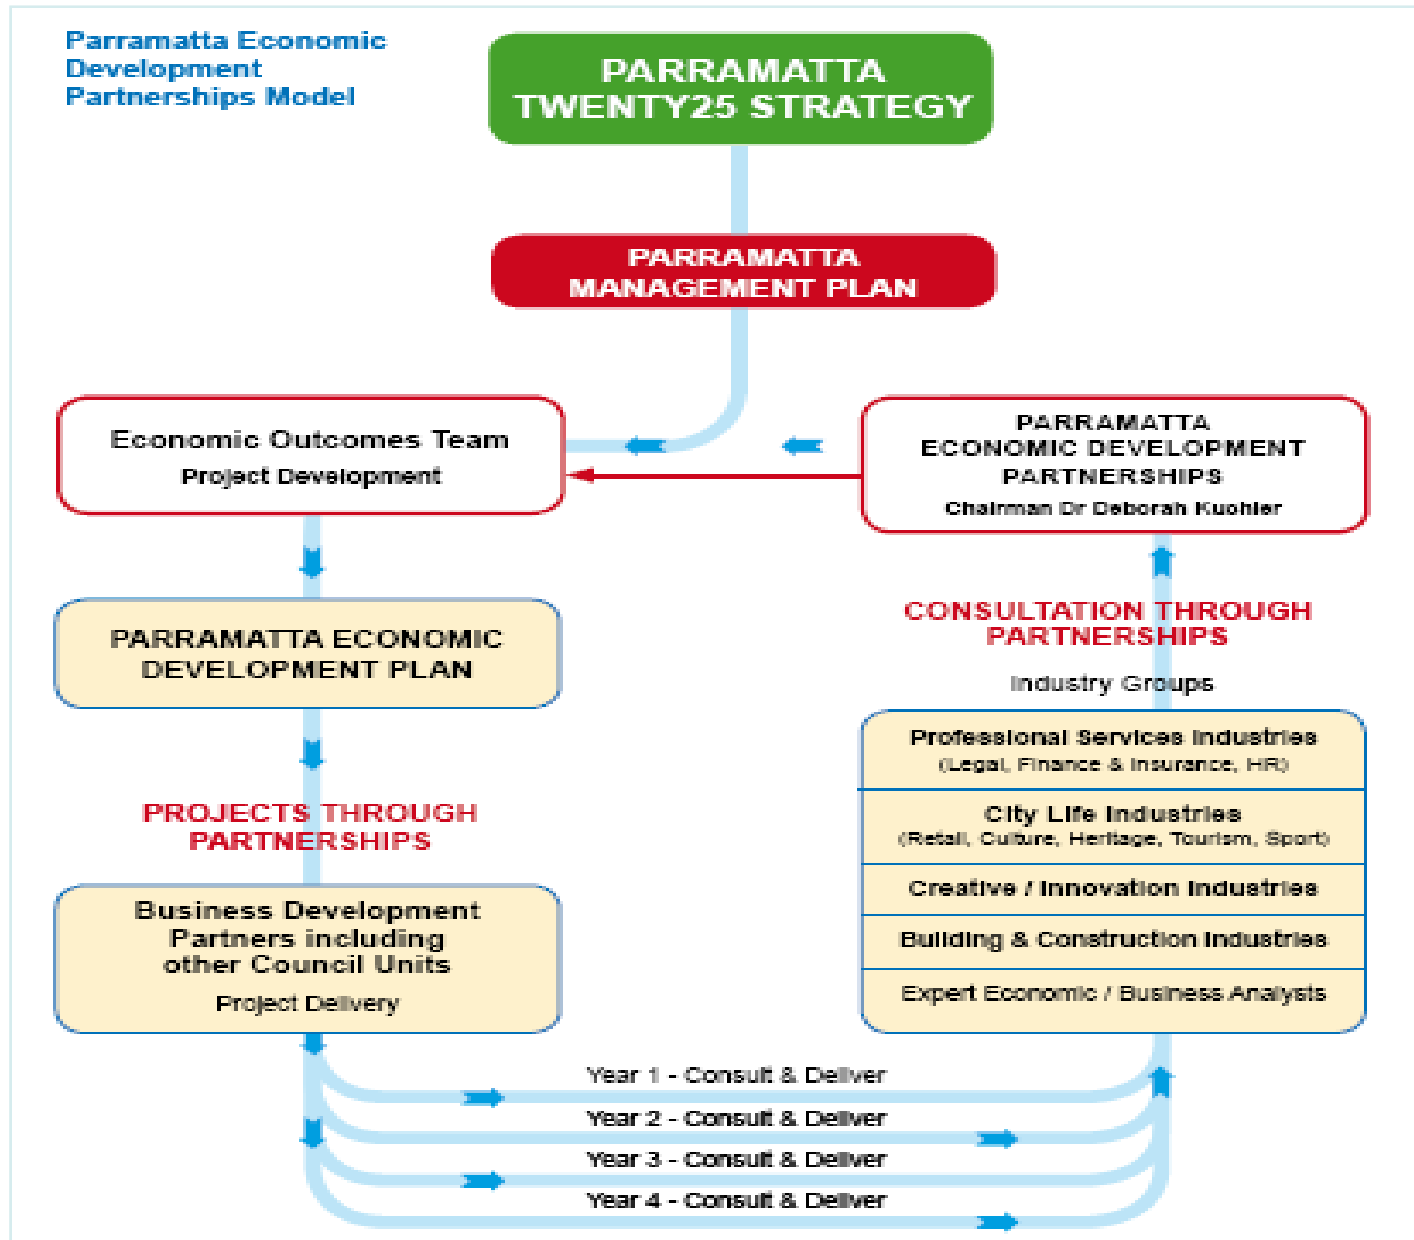 Parramatta Economic
Development
Partnerships Model
PARRAMATTA
TWENTY25 STRATEGY
PARRAMATTA
MANAGEMENT PLAN
Economic Outcomes Team
Project Development
PARRAMATTA
ECONOMIC DEVELOPMENT
PARTNERSHIPS
Chairman Dr Deborah
PARRAMATTA ECONOMIC
DEVELOPMENT PLAN
CONSULTATION THROUGH
PARTNERSHIPS
Industry Groups
Professional Services Industries
(Legal, Finance & Insurance, HR)
City Life Industries
(Retail, Culture, Heritage, Tourism, Sport)
Creative / Innovation Industries
Building & Construction Industries
Expert Economic / Business Analysts
PROJECTS THROUGH
PARTNERSHIPS
Business Development
Partners including
other Council Units
Project Delivery
Year 1 - Consult & Deliver
Year 2 - Consult & Deliver
Year 3 - Consult & Deliver
Year 4 - Consult & Deliver